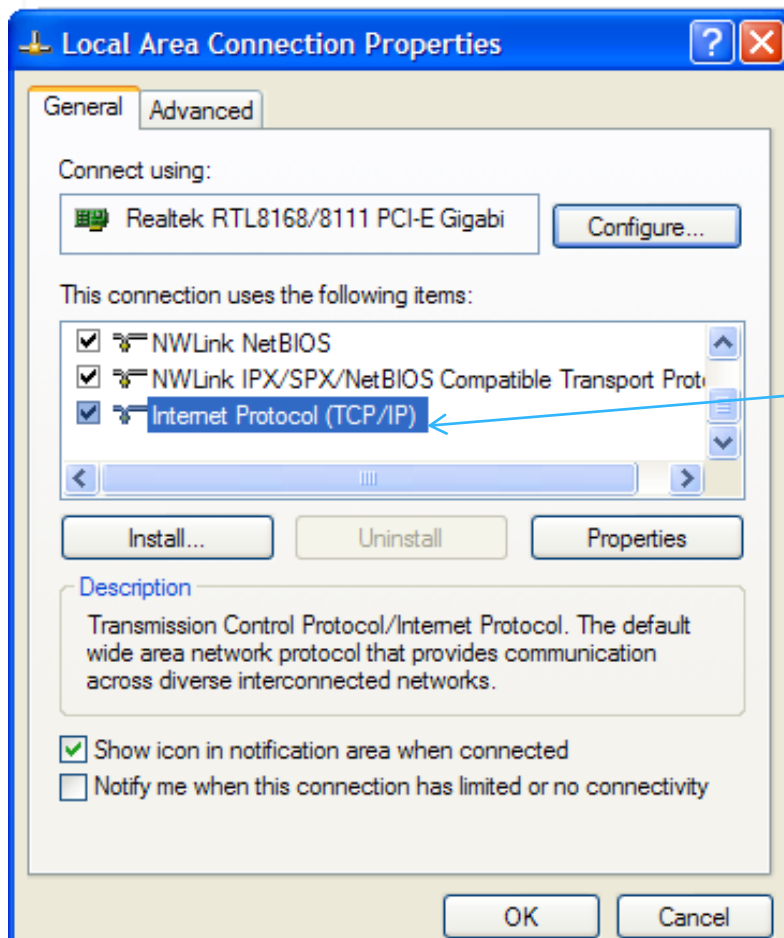 Local Area Connection Properties
General Advanced
Connect using:
Realtek RTL8168/8111 PCI-E Gigabi
Configure...
This connection uses the following items:
NWLink NetBIOS
NWLink IPX/SPX/NetBIOS Compatible Transport Prot
Internet Protocol (TCP/IP)
Install... Uninstall Properties
Description
Transmission Control Protocol/Internet Protocol. The default
wide area network protocol that provides communication
across diverse interconnected networks.
Show icon in notification area when connected
Notify me when this connection has limited or no connectivity
OK Cancel